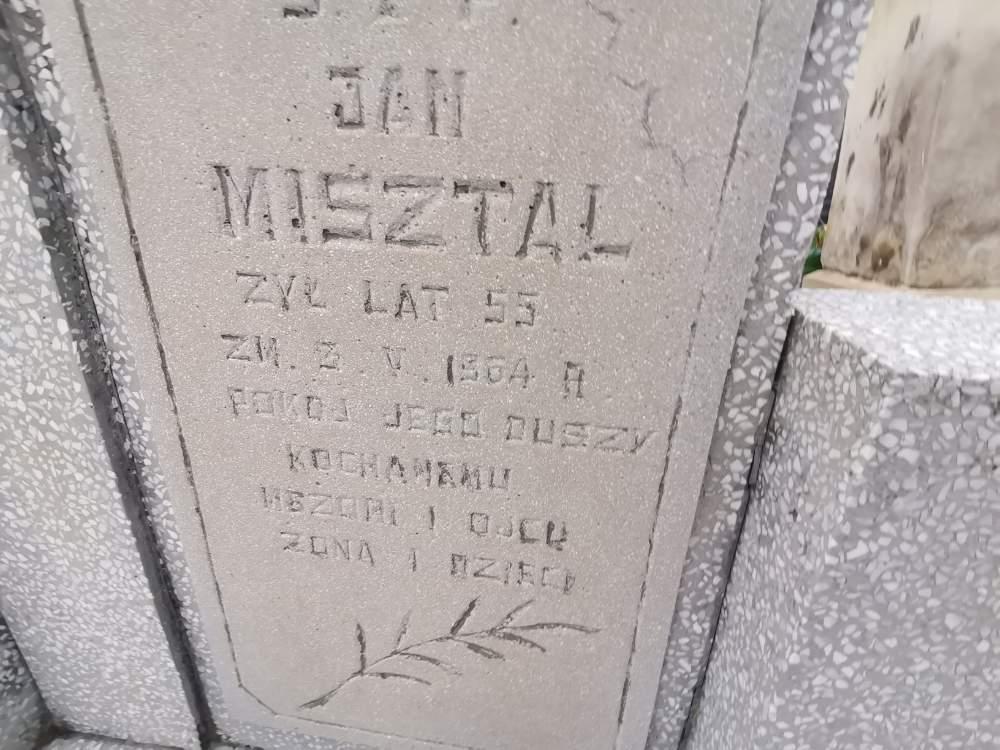 Ś. P.
JAN
MISZTAL
ŻYŁ LAT 55
ZM. 3. V. 1964 R
POKÓJ JEGO DUSZY
KOCHANEMU
MĘŻOWI I OJCU
ŻONA I DZIECI